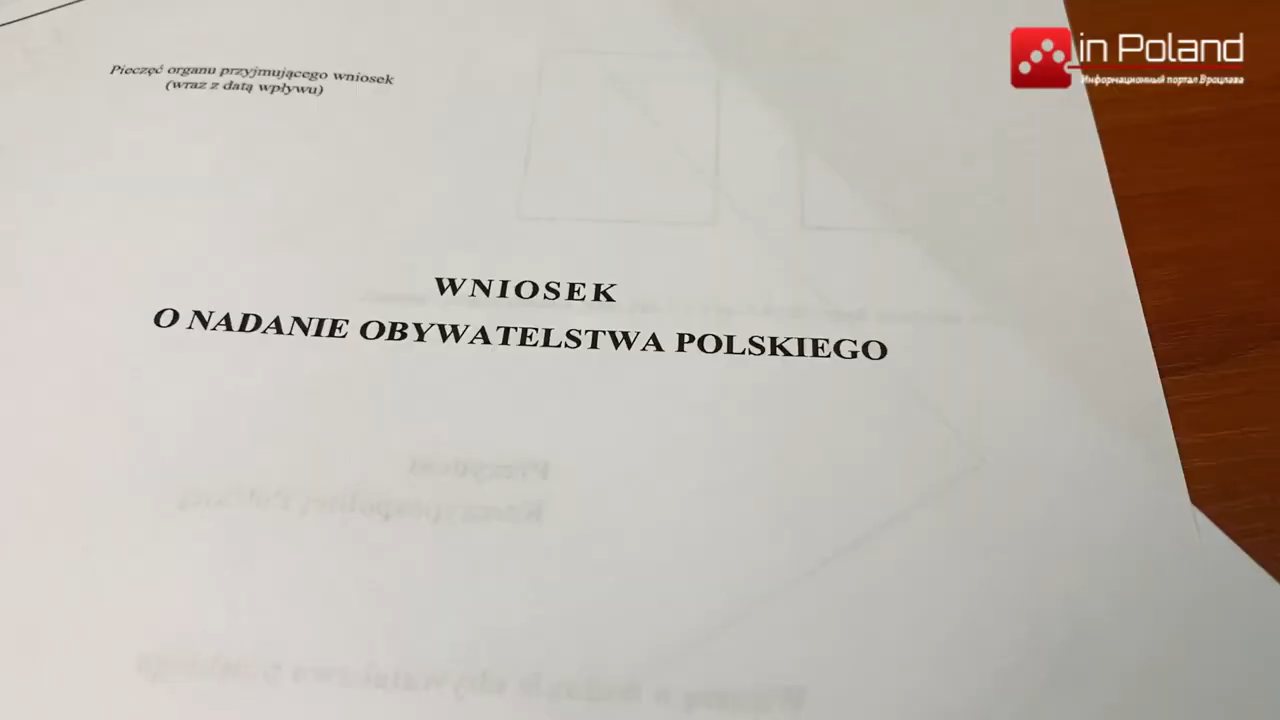 Pieczęć organu przyjmującego wniosek
(wraz z datą wpływu)
in Poland
Информационный портал Вроцлава
WNIOSEK
O NADANIE OBYWATELSTWA POLSKIEGO